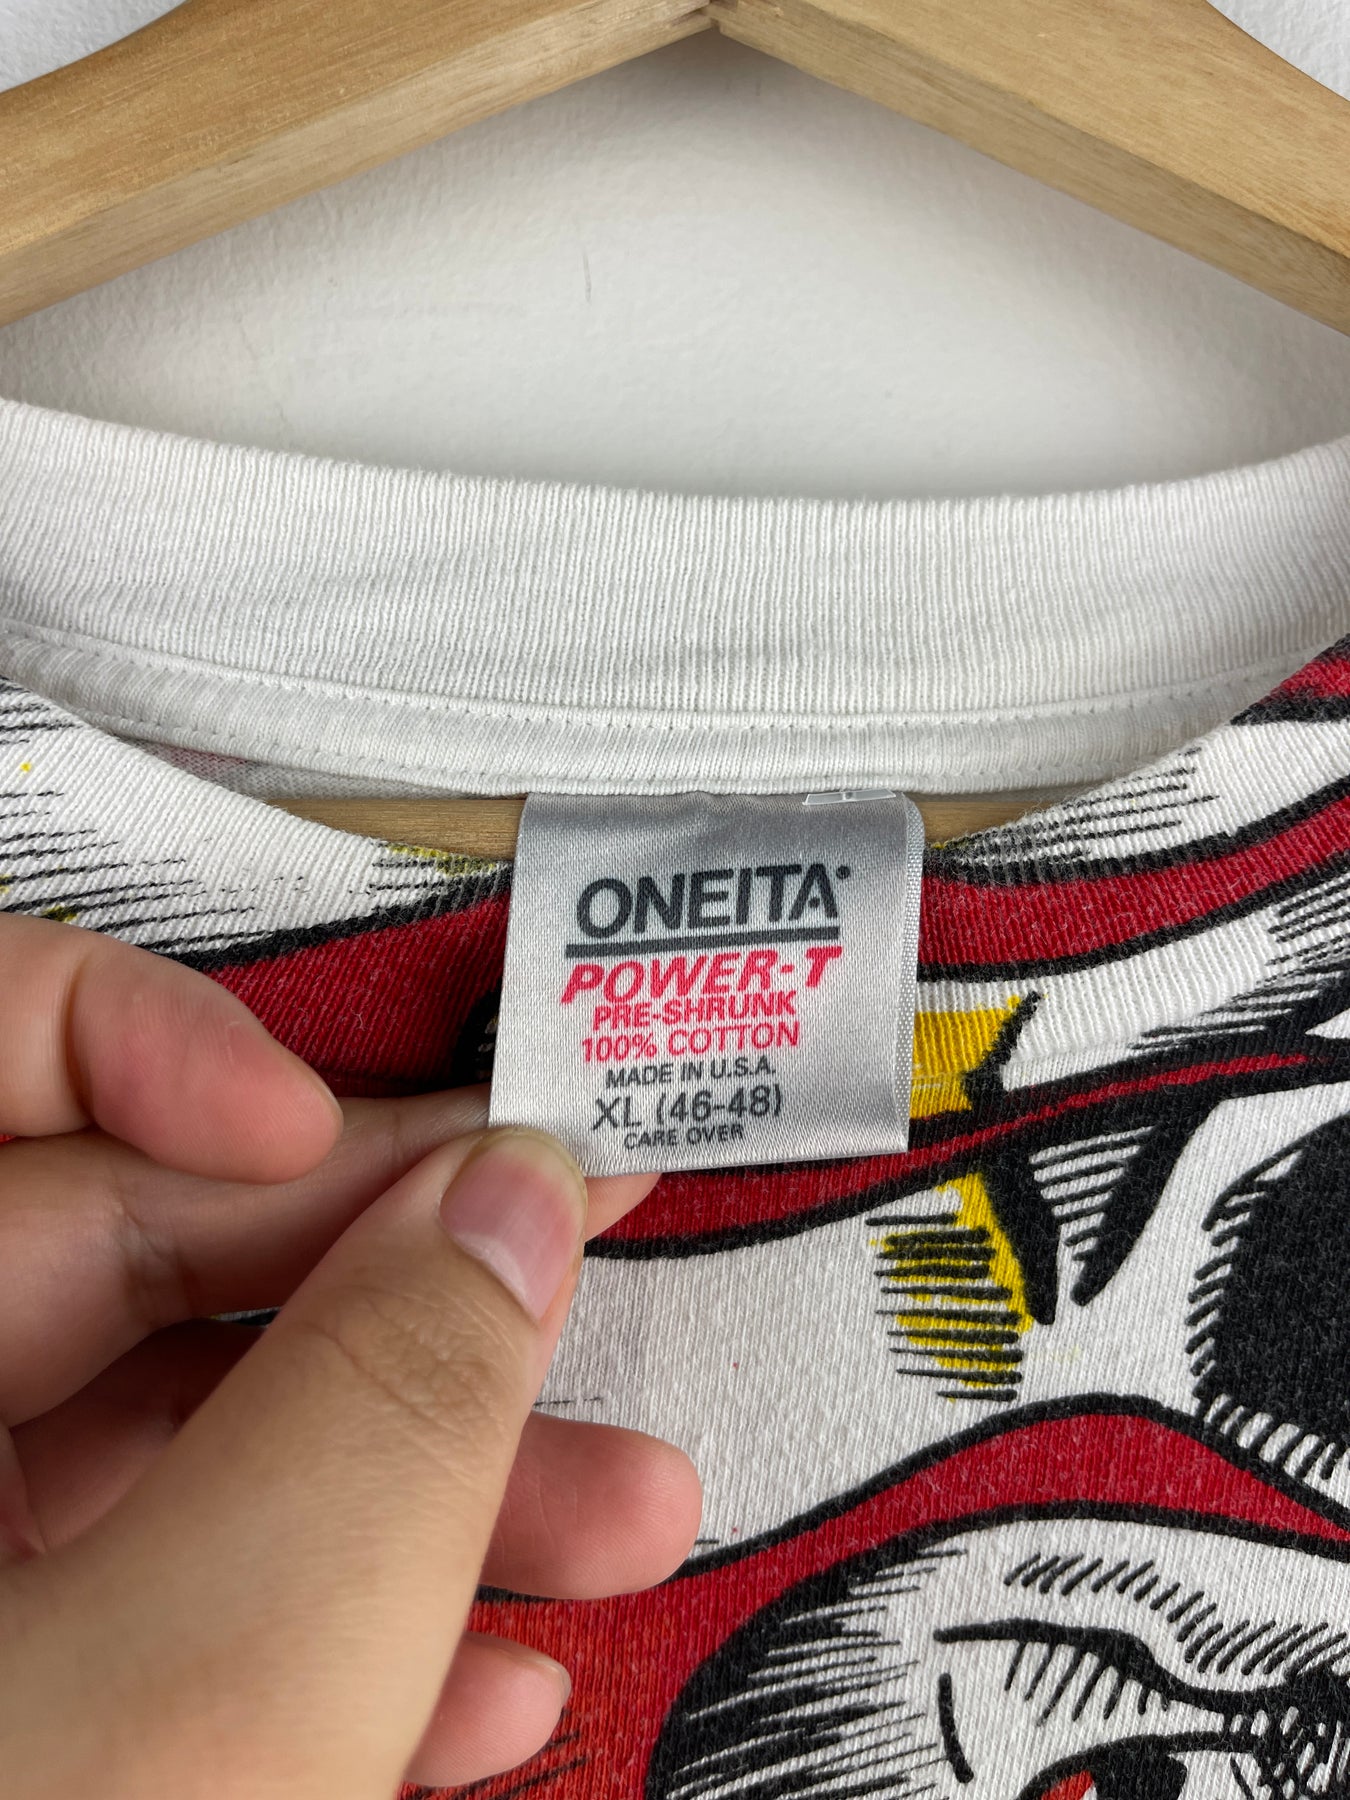 ONEITA
POWER-T
PRE-SHRUNK
100% COTTON
MADE IN U.S.A.
XL (46-48)
CARE OVER